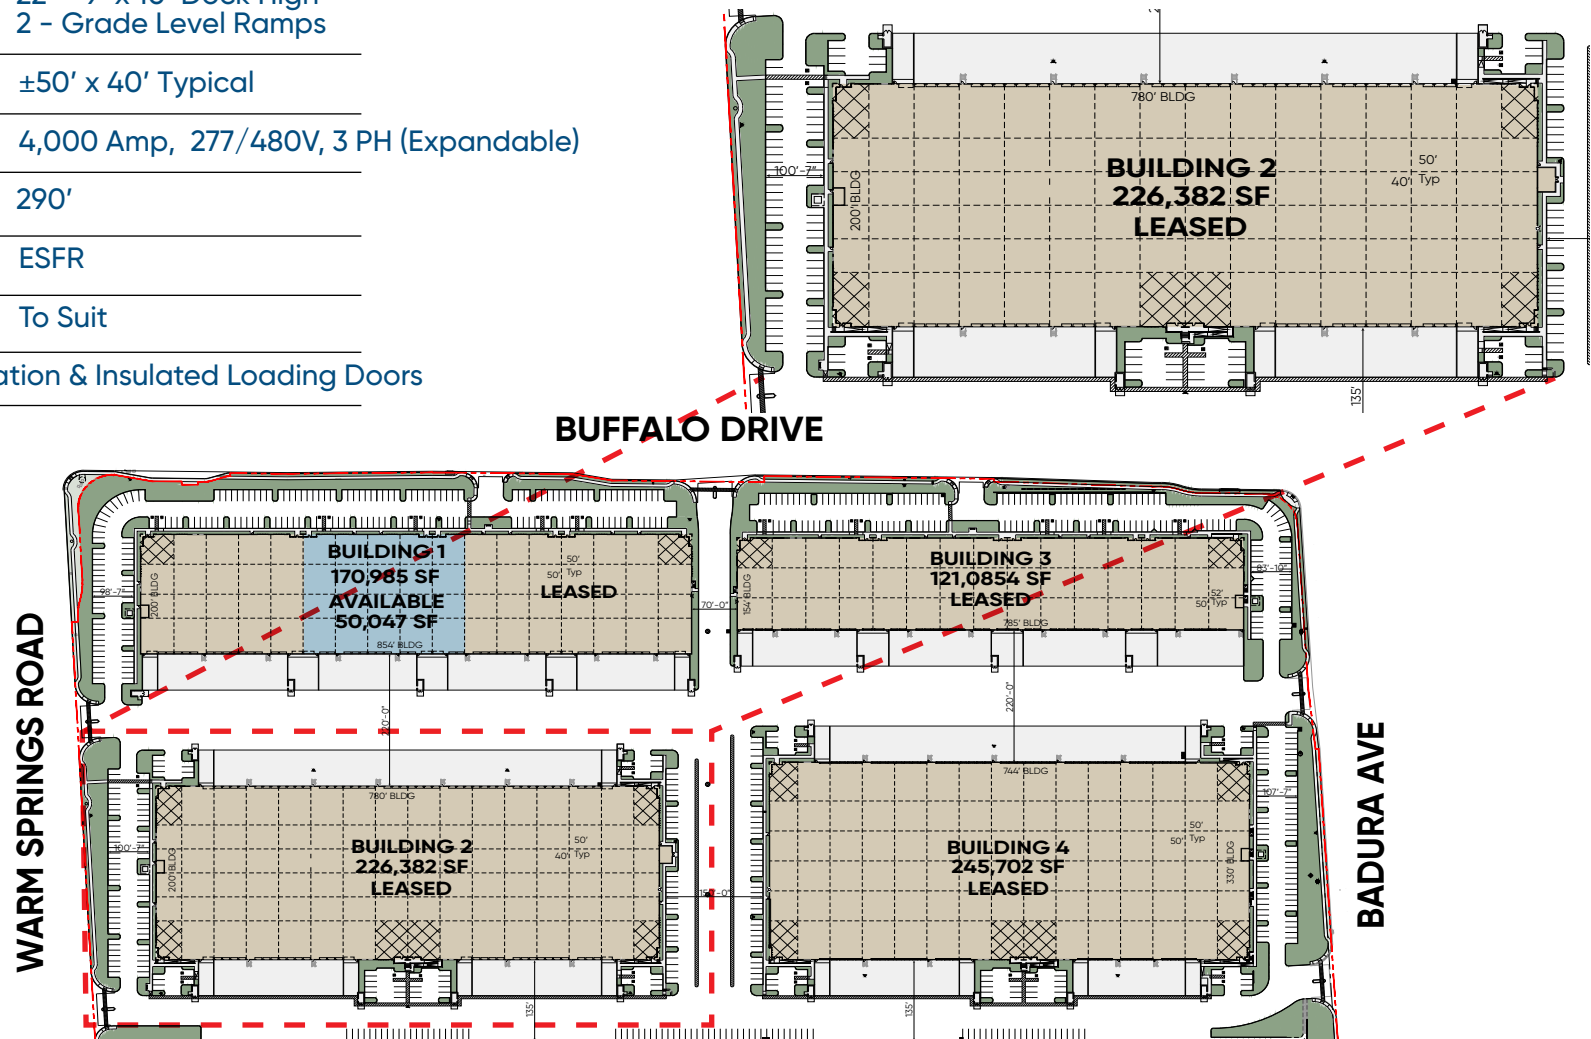 2 - Grade Level Ramps
±50' x 40' Typical
4,000 Amp, 277/480V, 3 PH (Expandable)
290'
ESFR
To Suit
ation & Insulated Loading Doors
780' BLDG
100'-7"
200' BLDG
BUILDING 2
226,382 SF
LEASED
50'
40' Typ
135'
BUFFALO DRIVE
WARM SPRINGS ROAD
BADURA AVE
98'-7"
200' BLDG
BUILDING 1
170,985 SF
AVAILABLE
50,047 SF
854' BLDG
50'
50' Typ
LEASED
70'-0"
154' BLDG
BUILDING 3
121,0854 SF
LEASED
785' BLDG
52'
50' Typ
83'-10"
220'-0"
220'-0"
780' BLDG
100'-7"
200' BLDG
BUILDING 2
226,382 SF
LEASED
50'
40' Typ
135'
744' BLDG
BUILDING 4
245,702 SF
LEASED
50'
50' Typ
330' BLDG
107'-7"
135'